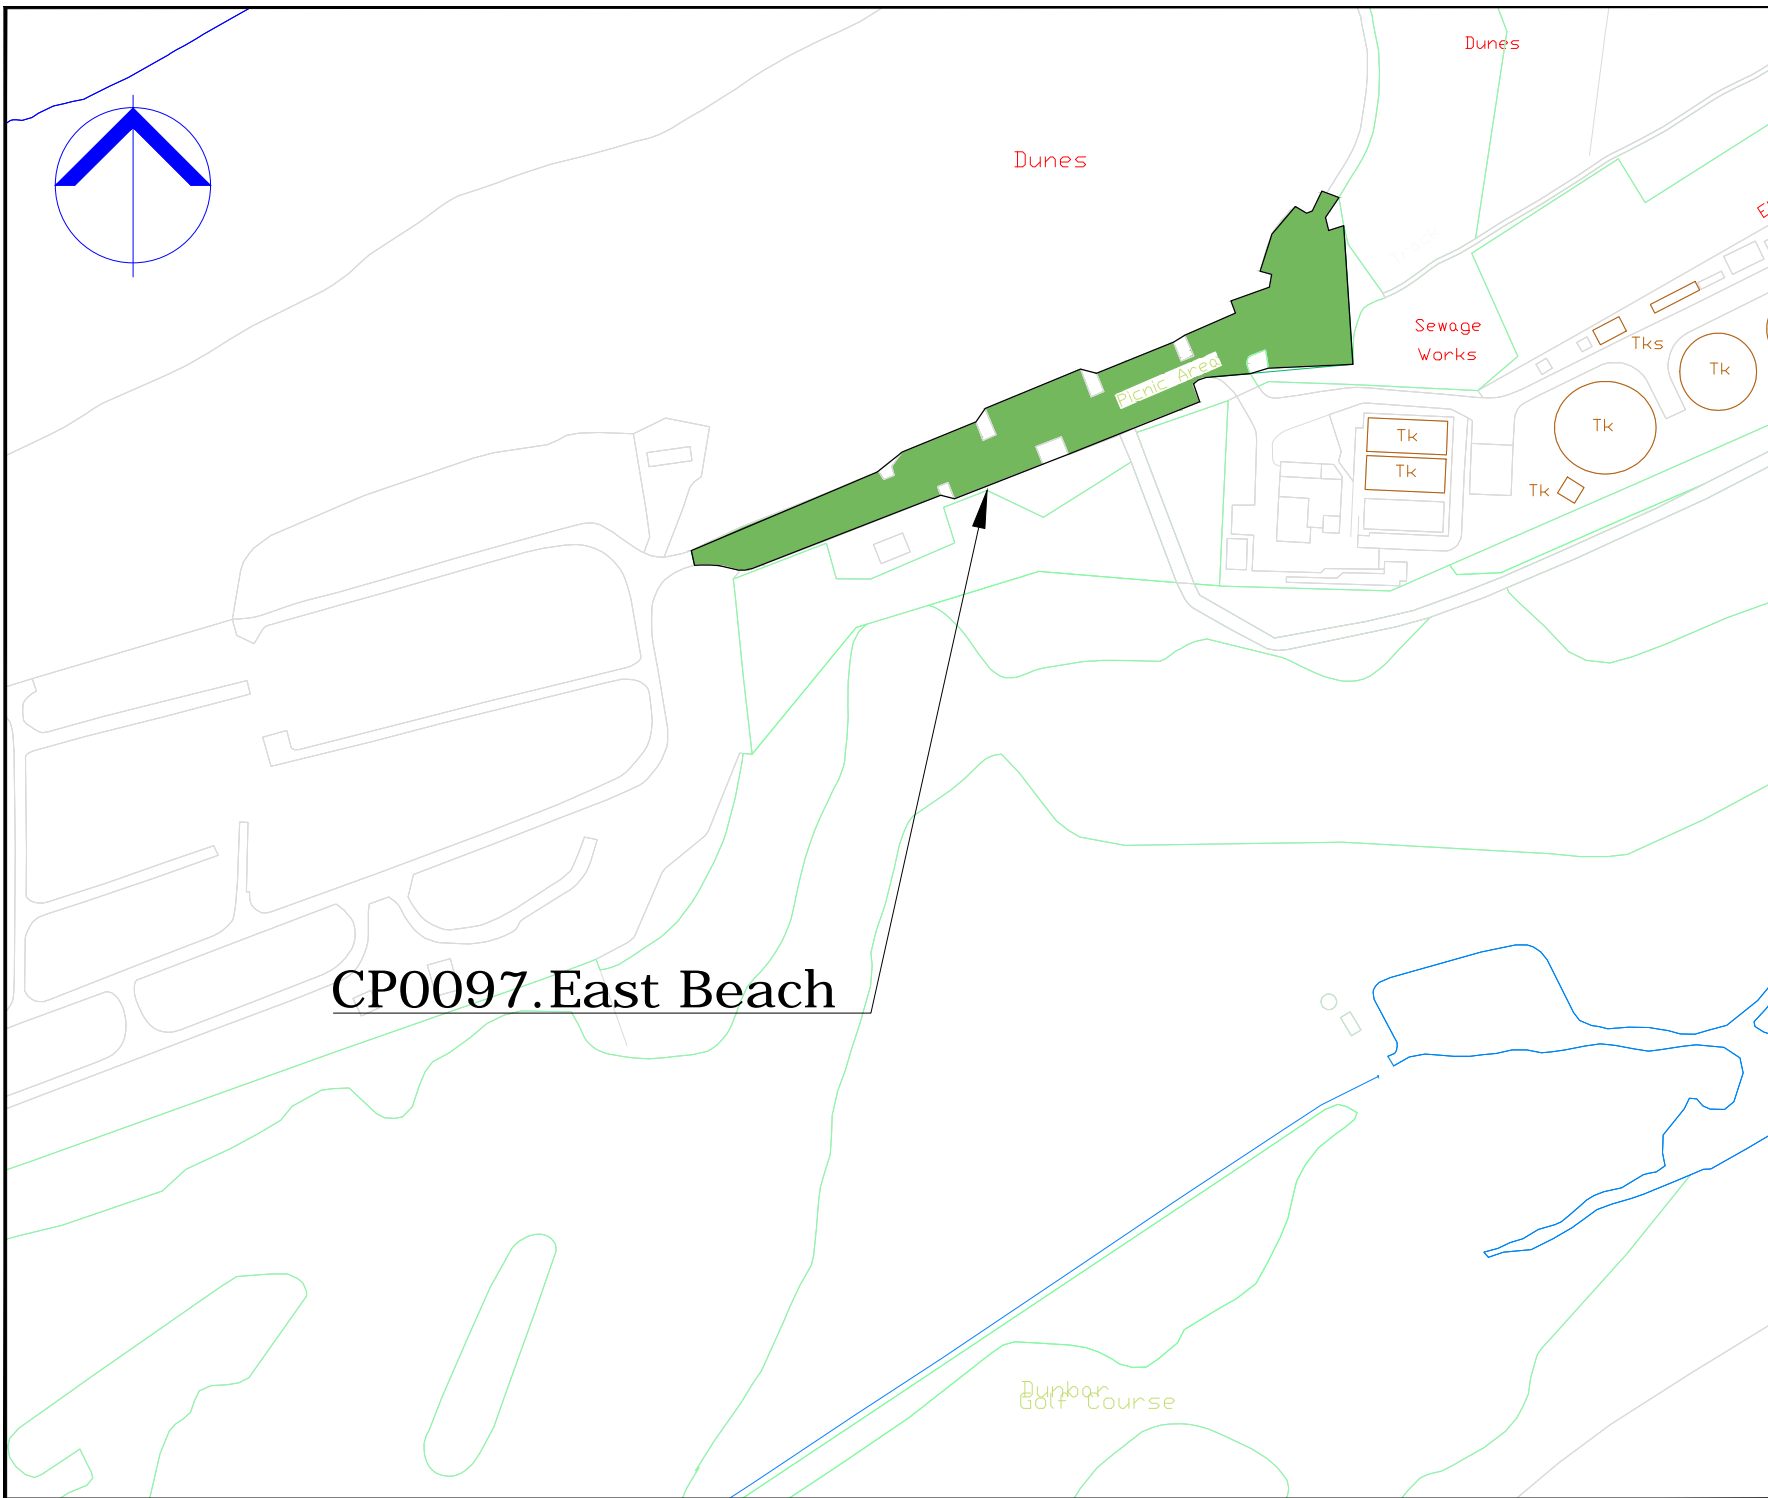 Dunes
Dunes
Sewage
Works
Tks
Tk
Picnic Area
Tk
Tk
Tk
Tk
CP0097.East Beach
Dunbar
Golf Course